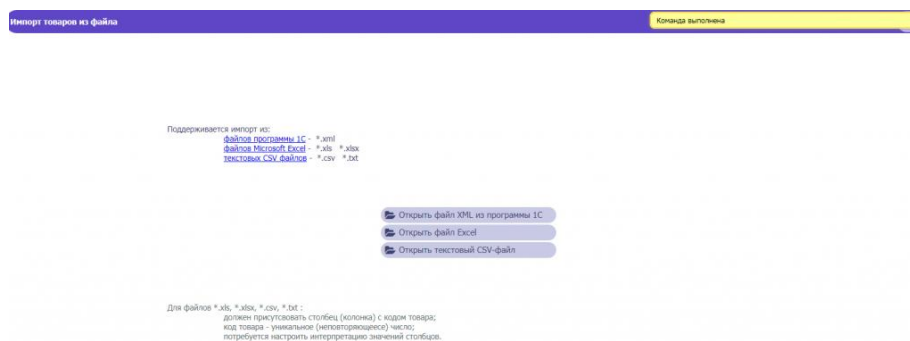 Импорт товаров из файла
Команда выполнена
Поддерживается импорт из:
файлов программы 1С - *.xml
файлов Microsoft Excel - *.xls *.xlsx
текстовых CSV файлов - *.csv *.txt
Открыть файл XML из программы 1С
Открыть файл Excel
Открыть текстовый CSV-файл
Для файлов *.xls, *.xlsx, *.csv, *.txt :
должен присутсвовать столбец (колонка) с кодом товара;
код товара - уникальное (неповторяющеесе) число;
потребуется настроить интерпретацию значений столбцов.